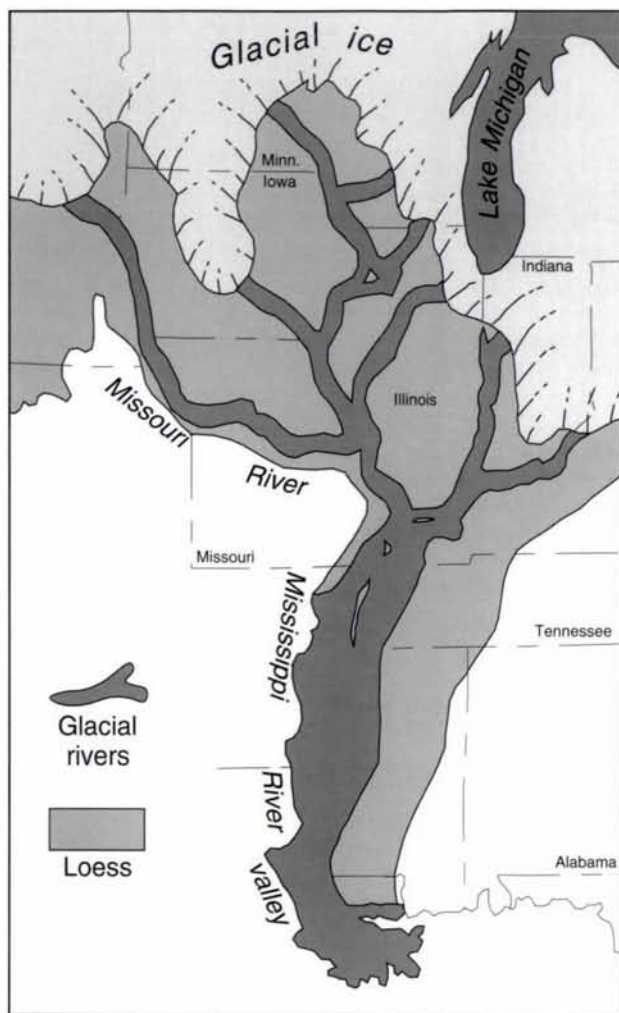 Glacial ice
Lake Michigan
Minn.
Iowa
Indiana
Illinois
Missouri
River
Missouri
Mississippi
River
valley
Tennessee
Alabama
Glacial
rivers
Loess